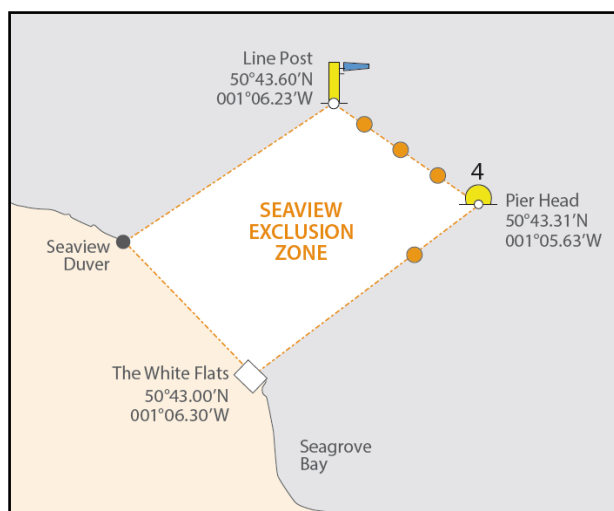 Line Post
50°43.60'N
001°06.23'W
4
Pier Head
50°43.31'N
001°05.63'W
SEAVIEW
EXCLUSION
ZONE
Seaview
Duver
The White Flats
50°43.00'N
001°06.30'W
Seagrove
Bay